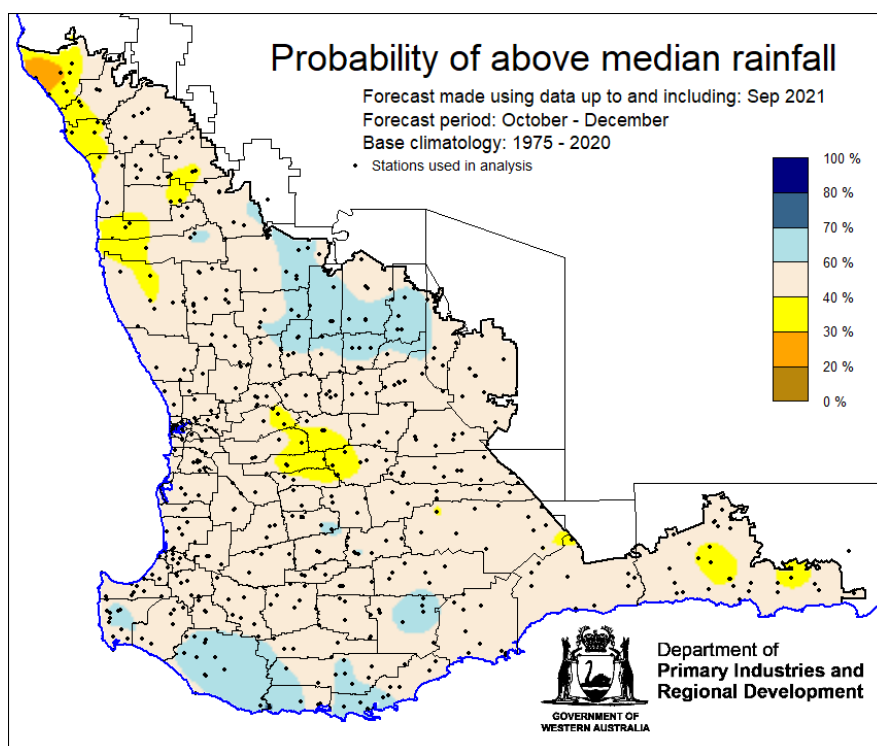 Probability of above median rainfall
Forecast made using data up to and including: Sep 2021
Forecast period: October - December
Base climatology: 1975 - 2020
Stations used in analysis
100 %
80 %
70 %
60 %
40 %
30 %
20 %
0 %
Department of
Primary Industries and
Regional Development
GOVERNMENT OF
WESTERN AUSTRALIA